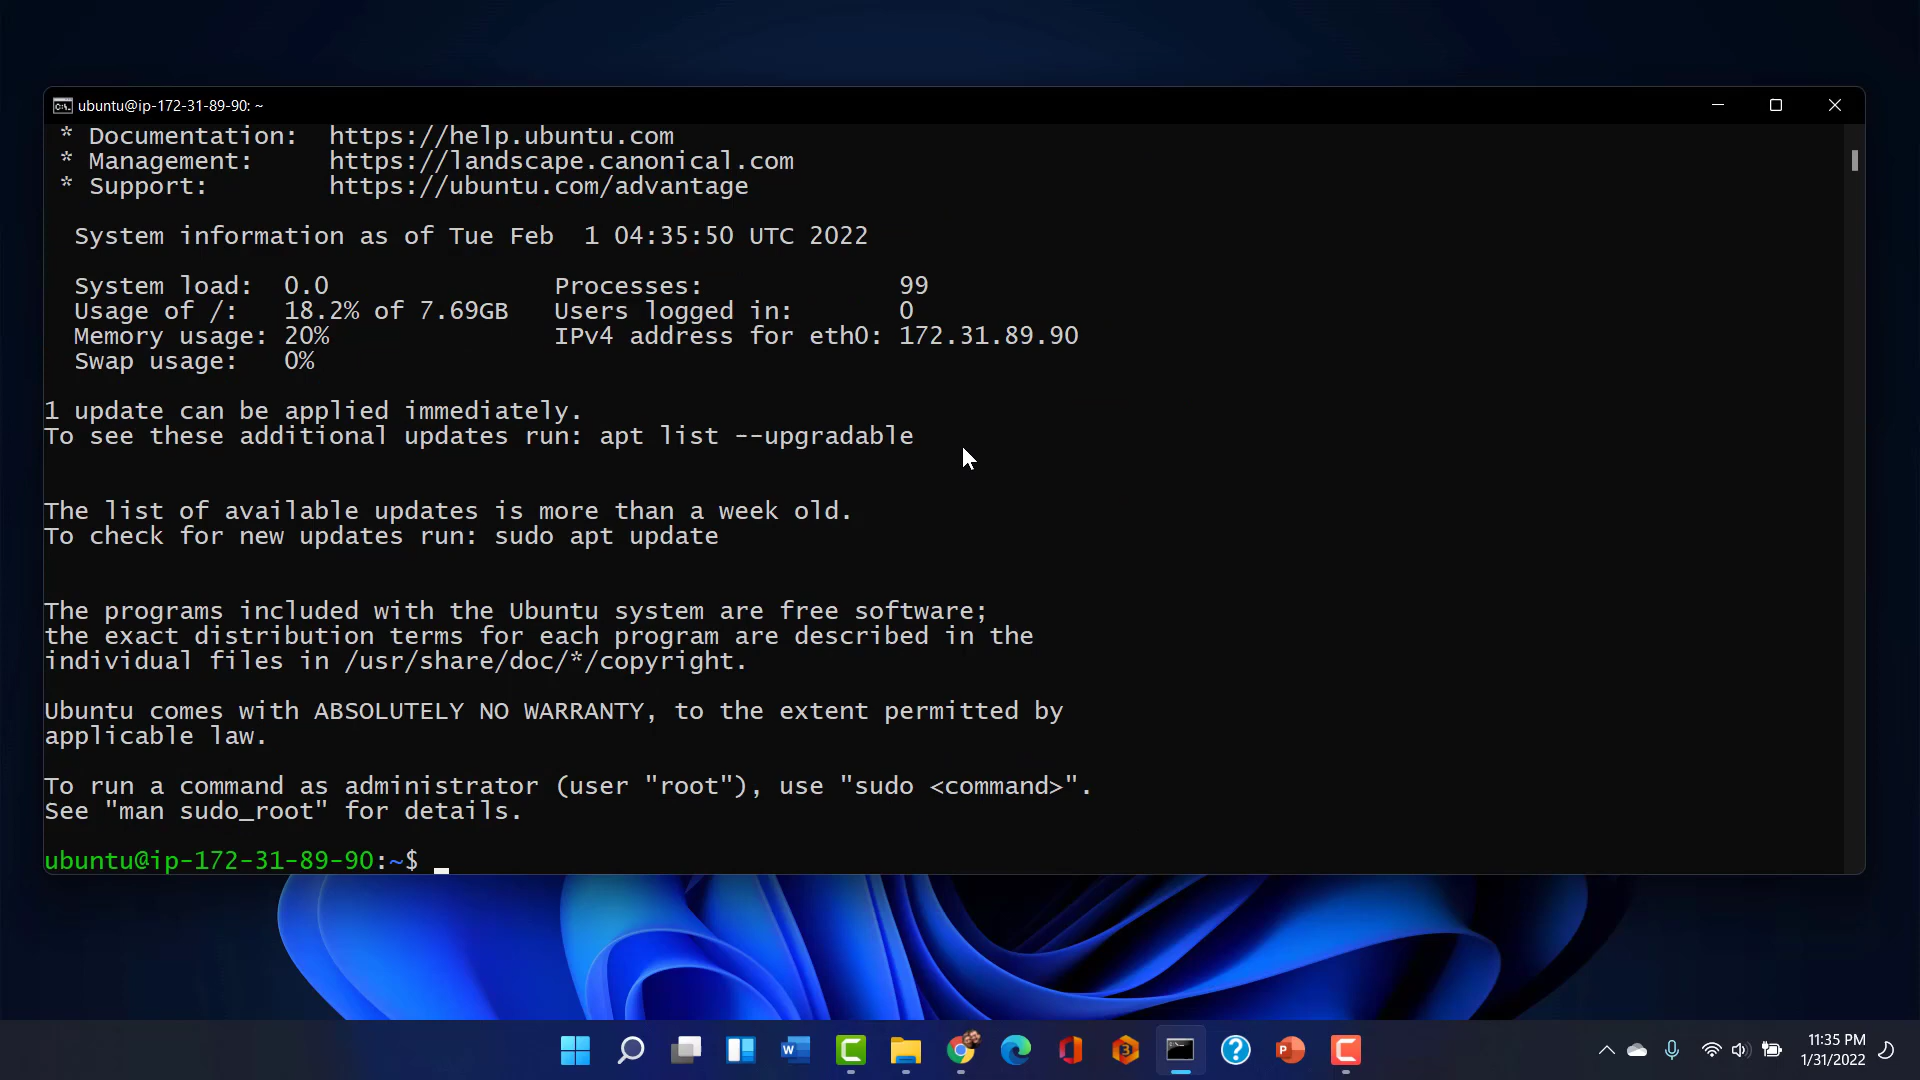 ubuntu@ip-172-31-89-90: ~
* Documentation:  https://help.ubuntu.com
* Management:     https://landscape.canonical.com
* Support:        https://ubuntu.com/advantage
System information as of Tue Feb  1 04:35:50 UTC 2022
System load:  0.0               Processes:             99
Usage of /:   18.2% of 7.69GB   Users logged in:       0
Memory usage: 20%               IPv4 address for eth0: 172.31.89.90
Swap usage:   0%
1 update can be applied immediately.
To see these additional updates run: apt list --upgradable
The list of available updates is more than a week old.
To check for new updates run: sudo apt update
The programs included with the Ubuntu system are free software;
the exact distribution terms for each program are described in the
individual files in /usr/share/doc/*/copyright.
Ubuntu comes with ABSOLUTELY NO WARRANTY, to the extent permitted by
applicable law.
To run a command as administrator (user "root"), use "sudo <command>".
See "man sudo_root" for details.
ubuntu@ip-172-31-89-90:~$
11:35 PM
1/31/2022